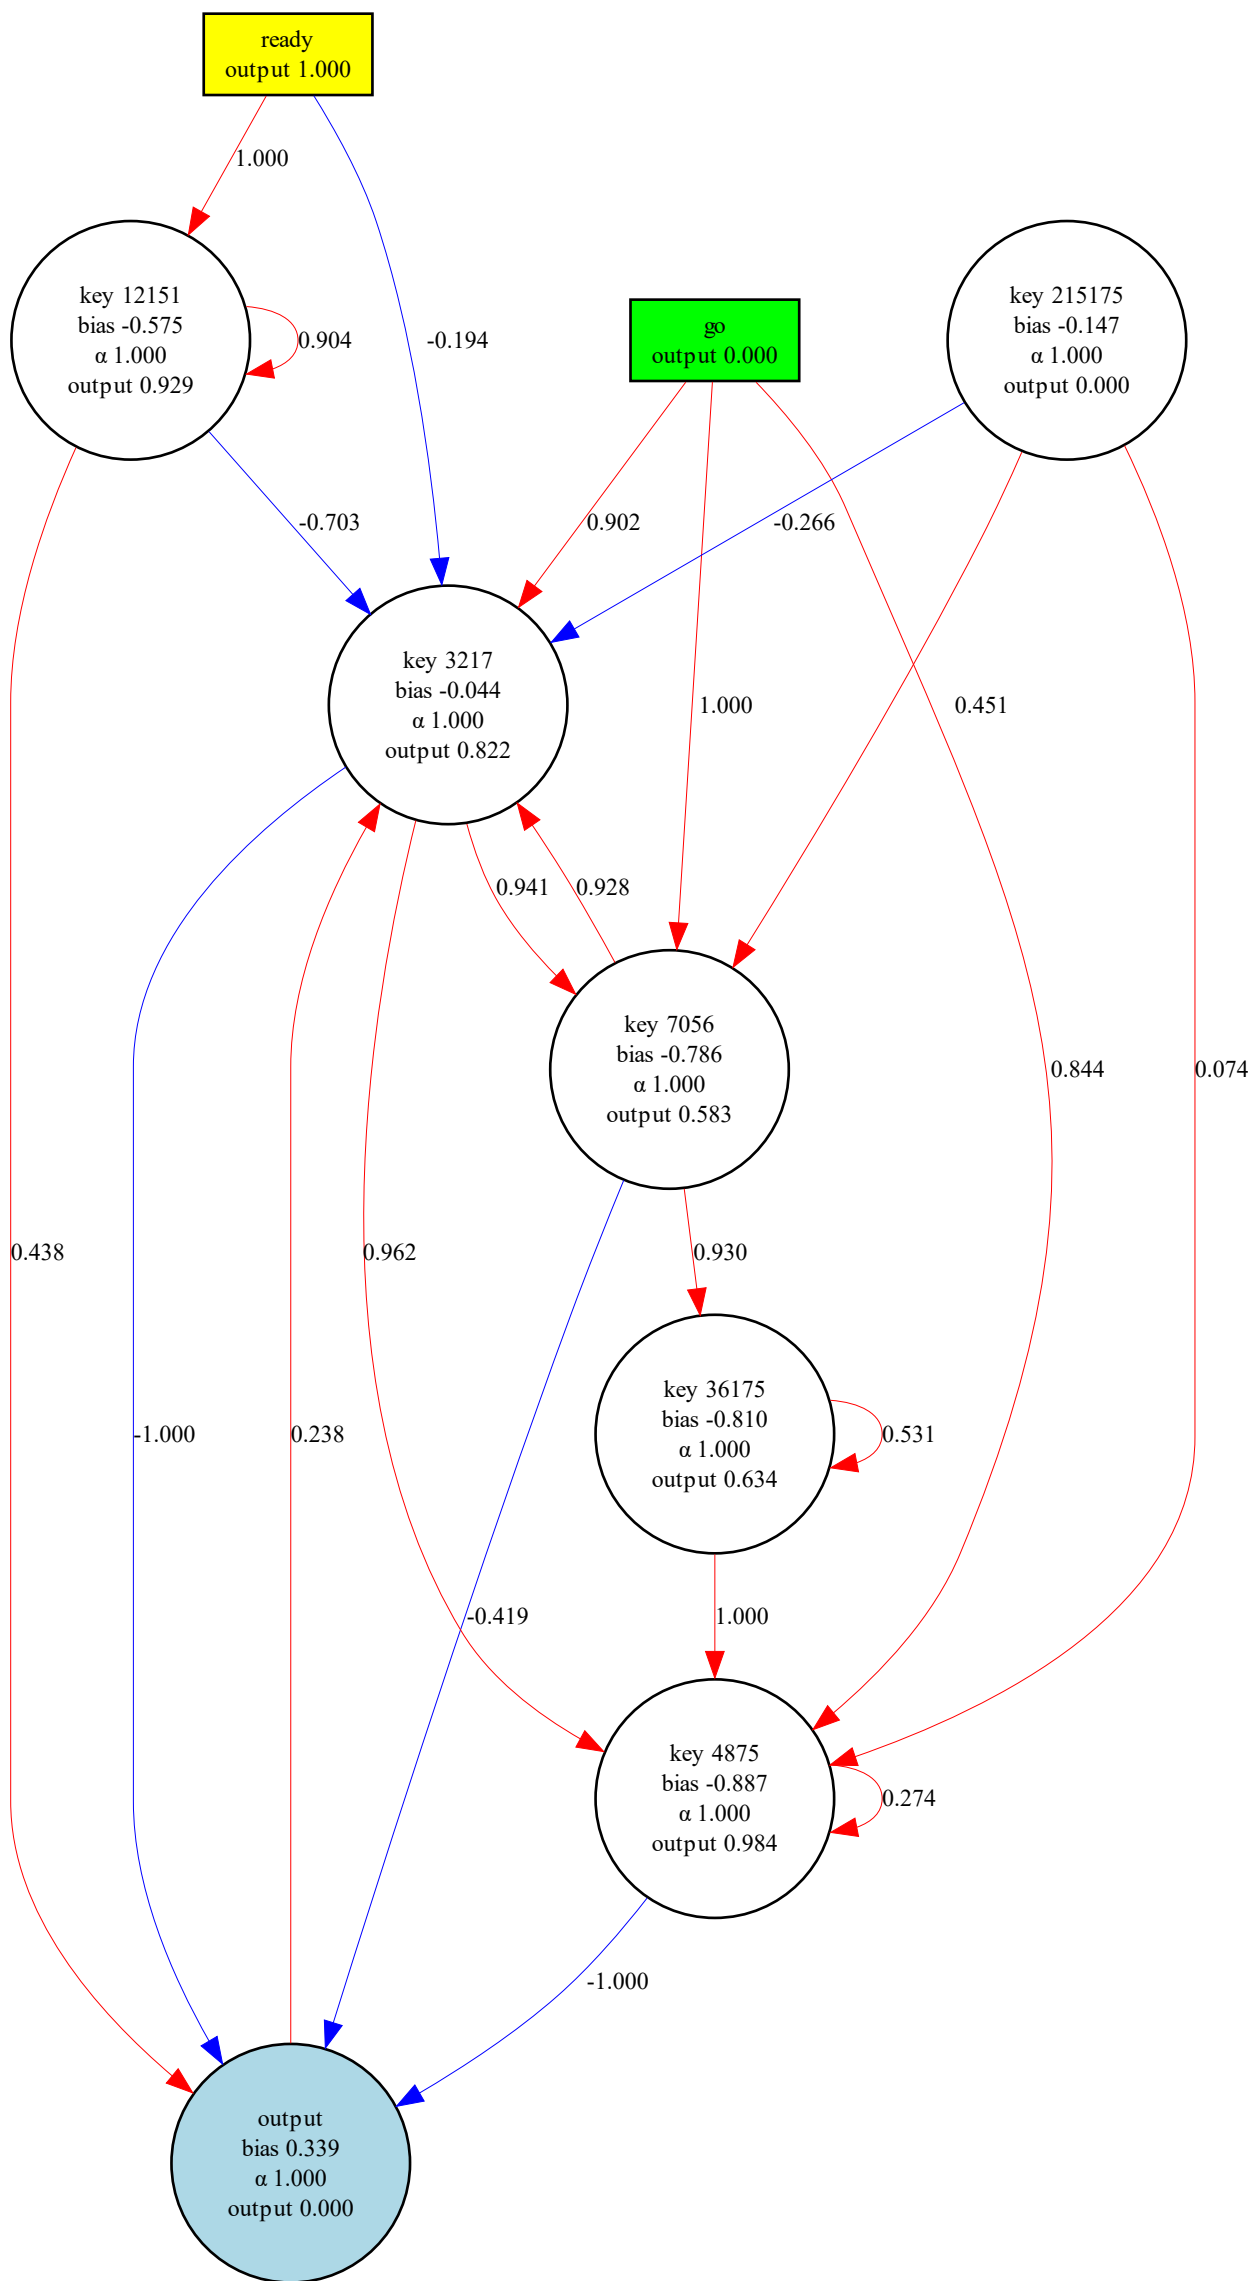 ready
output 1.000
1.000
key 12151
bias -0.575
α 1.000
output 0.929
0.904
-0.194
go
output 0.000
key 215175
bias -0.147
α 1.000
output 0.000
-0.703
0.902
-0.266
key 3217
bias -0.044
α 1.000
output 0.822
1.000
0.451
0.941
0.928
key 7056
bias -0.786
α 1.000
output 0.583
0.844
0.074
0.438
0.962
0.930
key 36175
bias -0.810
α 1.000
output 0.634
0.531
-1.000
0.238
-0.419
1.000
key 4875
bias -0.887
α 1.000
output 0.984
0.274
-1.000
output
bias 0.339
α 1.000
output 0.000